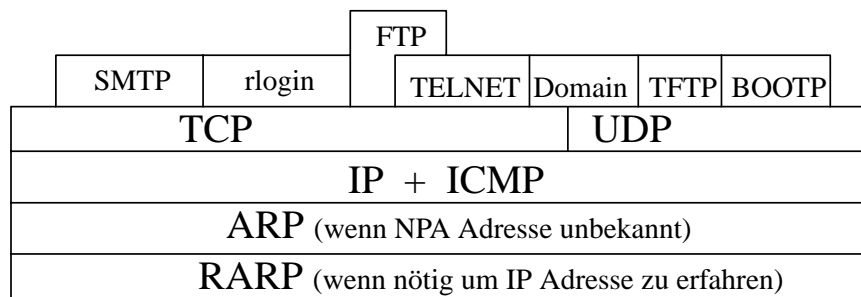 FTP
SMTP rlogin TELNET Domain TFTP BOOTP
TCP UDP
IP + ICMP
ARP (wenn NPA Adresse unbekannt)
RARP (wenn nötig um IP Adresse zu erfahren)